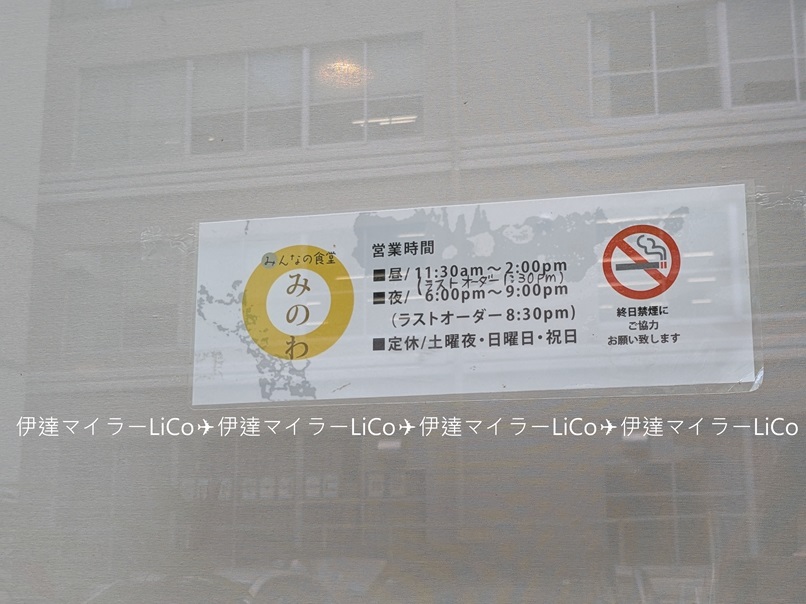 みんなの食堂
みのわ
営業時間
■昼/11:30am～2:00pm
(ラストオーダー1:30pm)
■夜/ 6:00pm～9:00pm
(ラストオーダー8:30pm)
■定休/土曜夜・日曜日・祝日
終日禁煙に
ご協力
お願い致します
伊達マイラーLiCo✈伊達マイラーLiCo✈伊達マイラーLiCo✈伊達マイラーLiCo